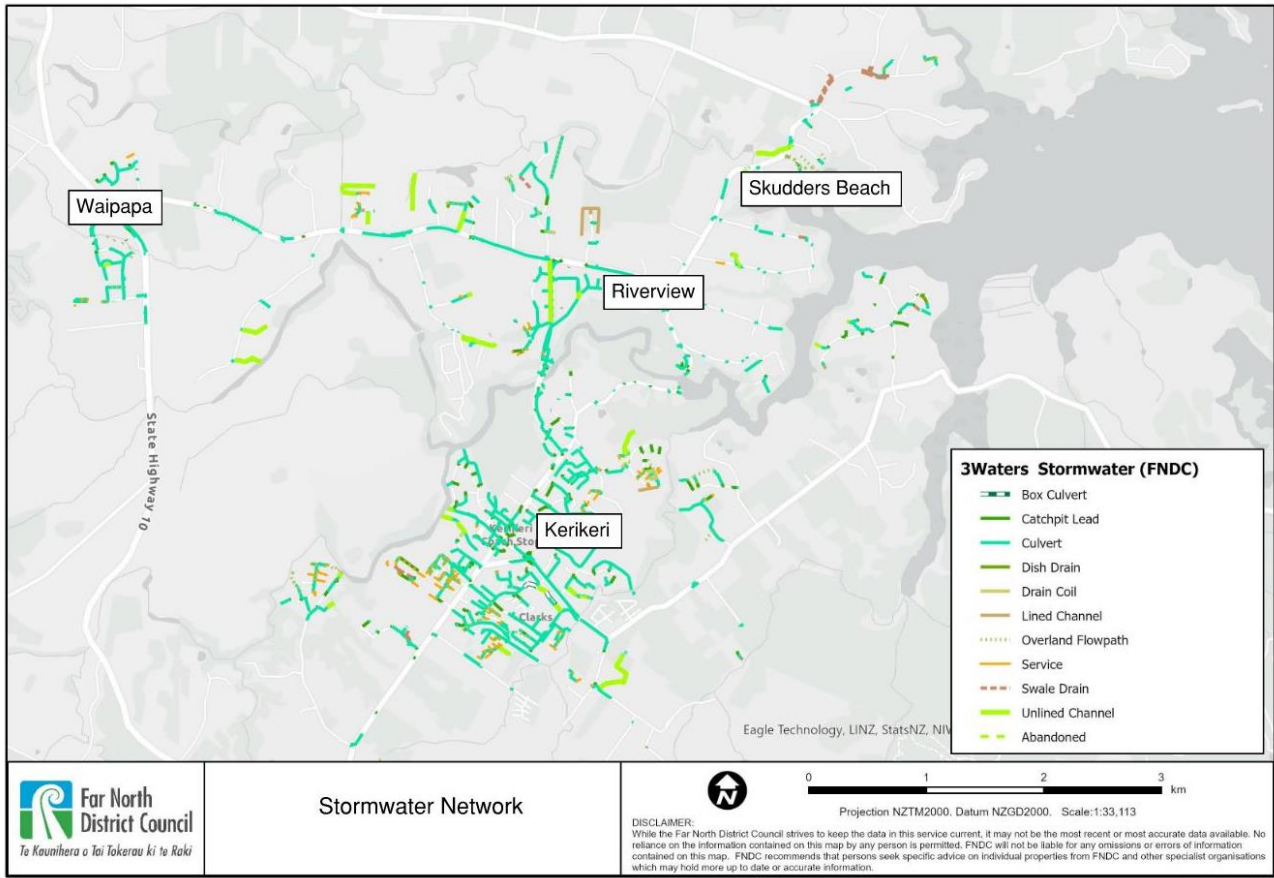 Waipapa
Skudders Beach
Riverview
State Highway 10
Kerikeri
Clarks
3Waters Stormwater (FNDC)
Box Culvert
Catchpit Lead
Culvert
Dish Drain
Drain Coil
Lined Channel
Overland Flowpath
Service
Swale Drain
Unlined Channel
Abandoned
Eagle Technology, LINZ, StatsNZ,
Far North
District Council
Te Kaunihera o Tai Tokerau ki te Raki
Stormwater Network
N
0 1 2 3
km
Projection NZTM2000. Datum NZGD2000. Scale:1:33,113
DISCLAIMER:
While the Far North District Council strives to keep the data in this service current, it may not be the most recent or most accurate data available. No
reliance on the information contained on this map by any person is permitted. FNDC will not be liable for any omissions or errors of information
contained on this map. FNDC recommends that persons seek specific advice on individual properties from FNDC and other specialist organisations
which may hold more up to date or accurate information.